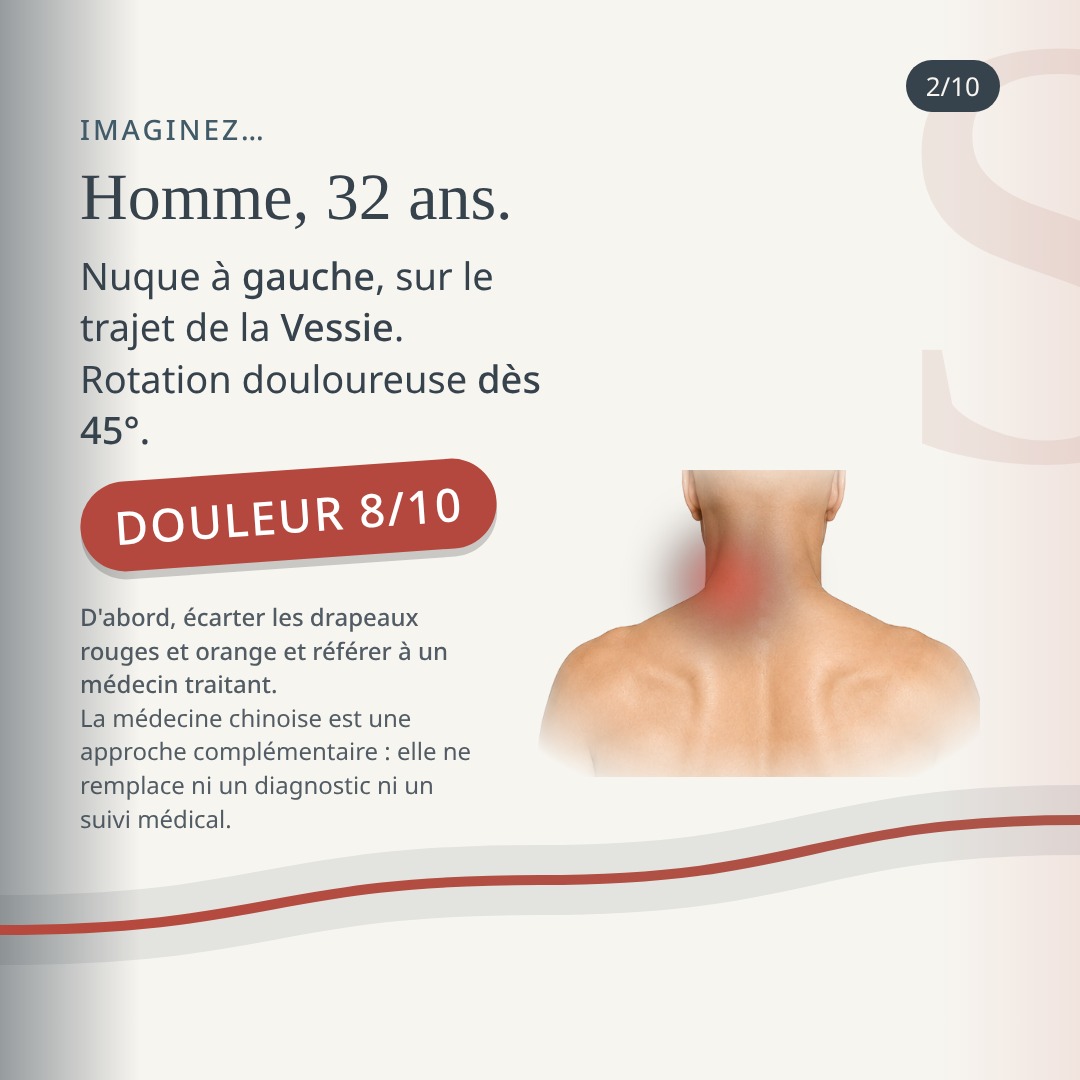 2/10
IMAGINEZ…
Homme, 32 ans.
Nuque à gauche, sur le
trajet de la Vessie.
Rotation douloureuse dès
45°.
DOULEUR 8/10
D'abord, écarter les drapeaux
rouges et orange et référer à un
médecin traitant.
La médecine chinoise est une
approche complémentaire : elle ne
remplace ni un diagnostic ni un
suivi médical.
S